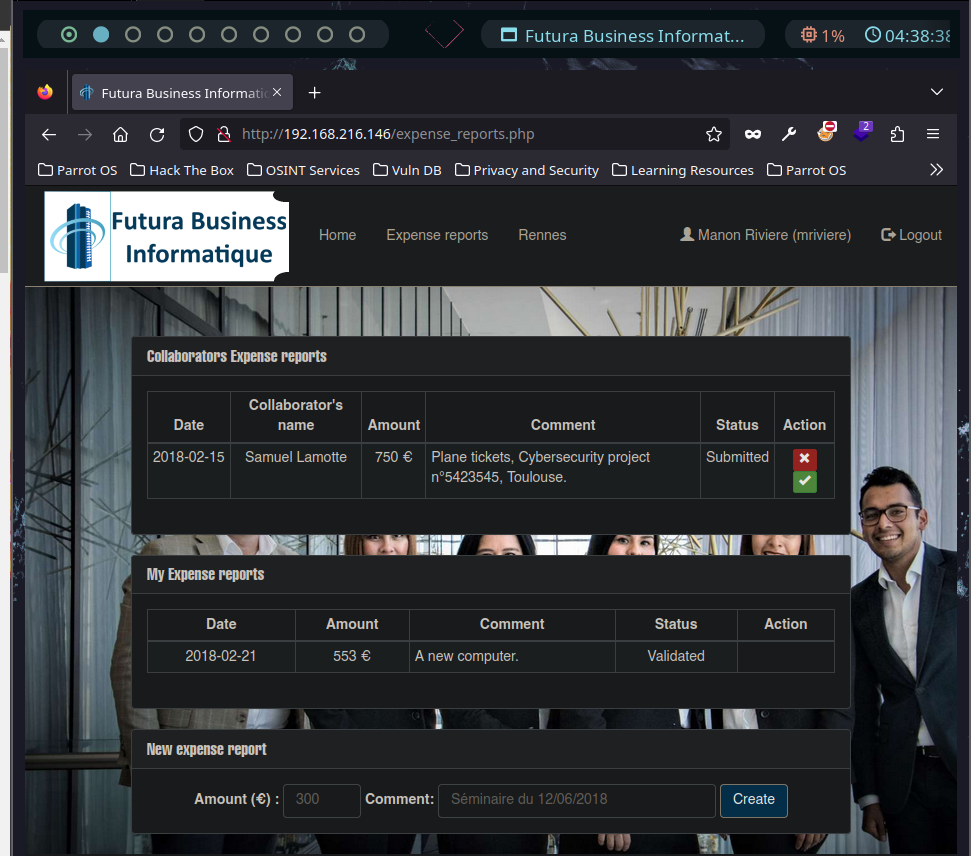 Futura Business Informat...
1%
04:38:38
Futura Business Informatic
http://192.168.216.146/expense_reports.php
2
Parrot OS
Hack The Box
OSINT Services
Vuln DB
Privacy and Security
Learning Resources
Parrot OS
Futura Business
Informatique
Home
Expense reports
Rennes
Manon Riviere (mriviere)
Logout
Collaborators Expense reports
Date
Collaborator's
name
Amount
Comment
Status
Action
2018-02-15
Samuel Lamotte
750 €
Plane tickets, Cybersecurity project
n°5423545, Toulouse.
Submitted
My Expense reports
Date
Amount
Comment
Status
Action
2018-02-21
553 €
A new computer.
Validated
New expense report
Amount (€) :
300
Comment:
Séminaire du 12/06/2018
Create